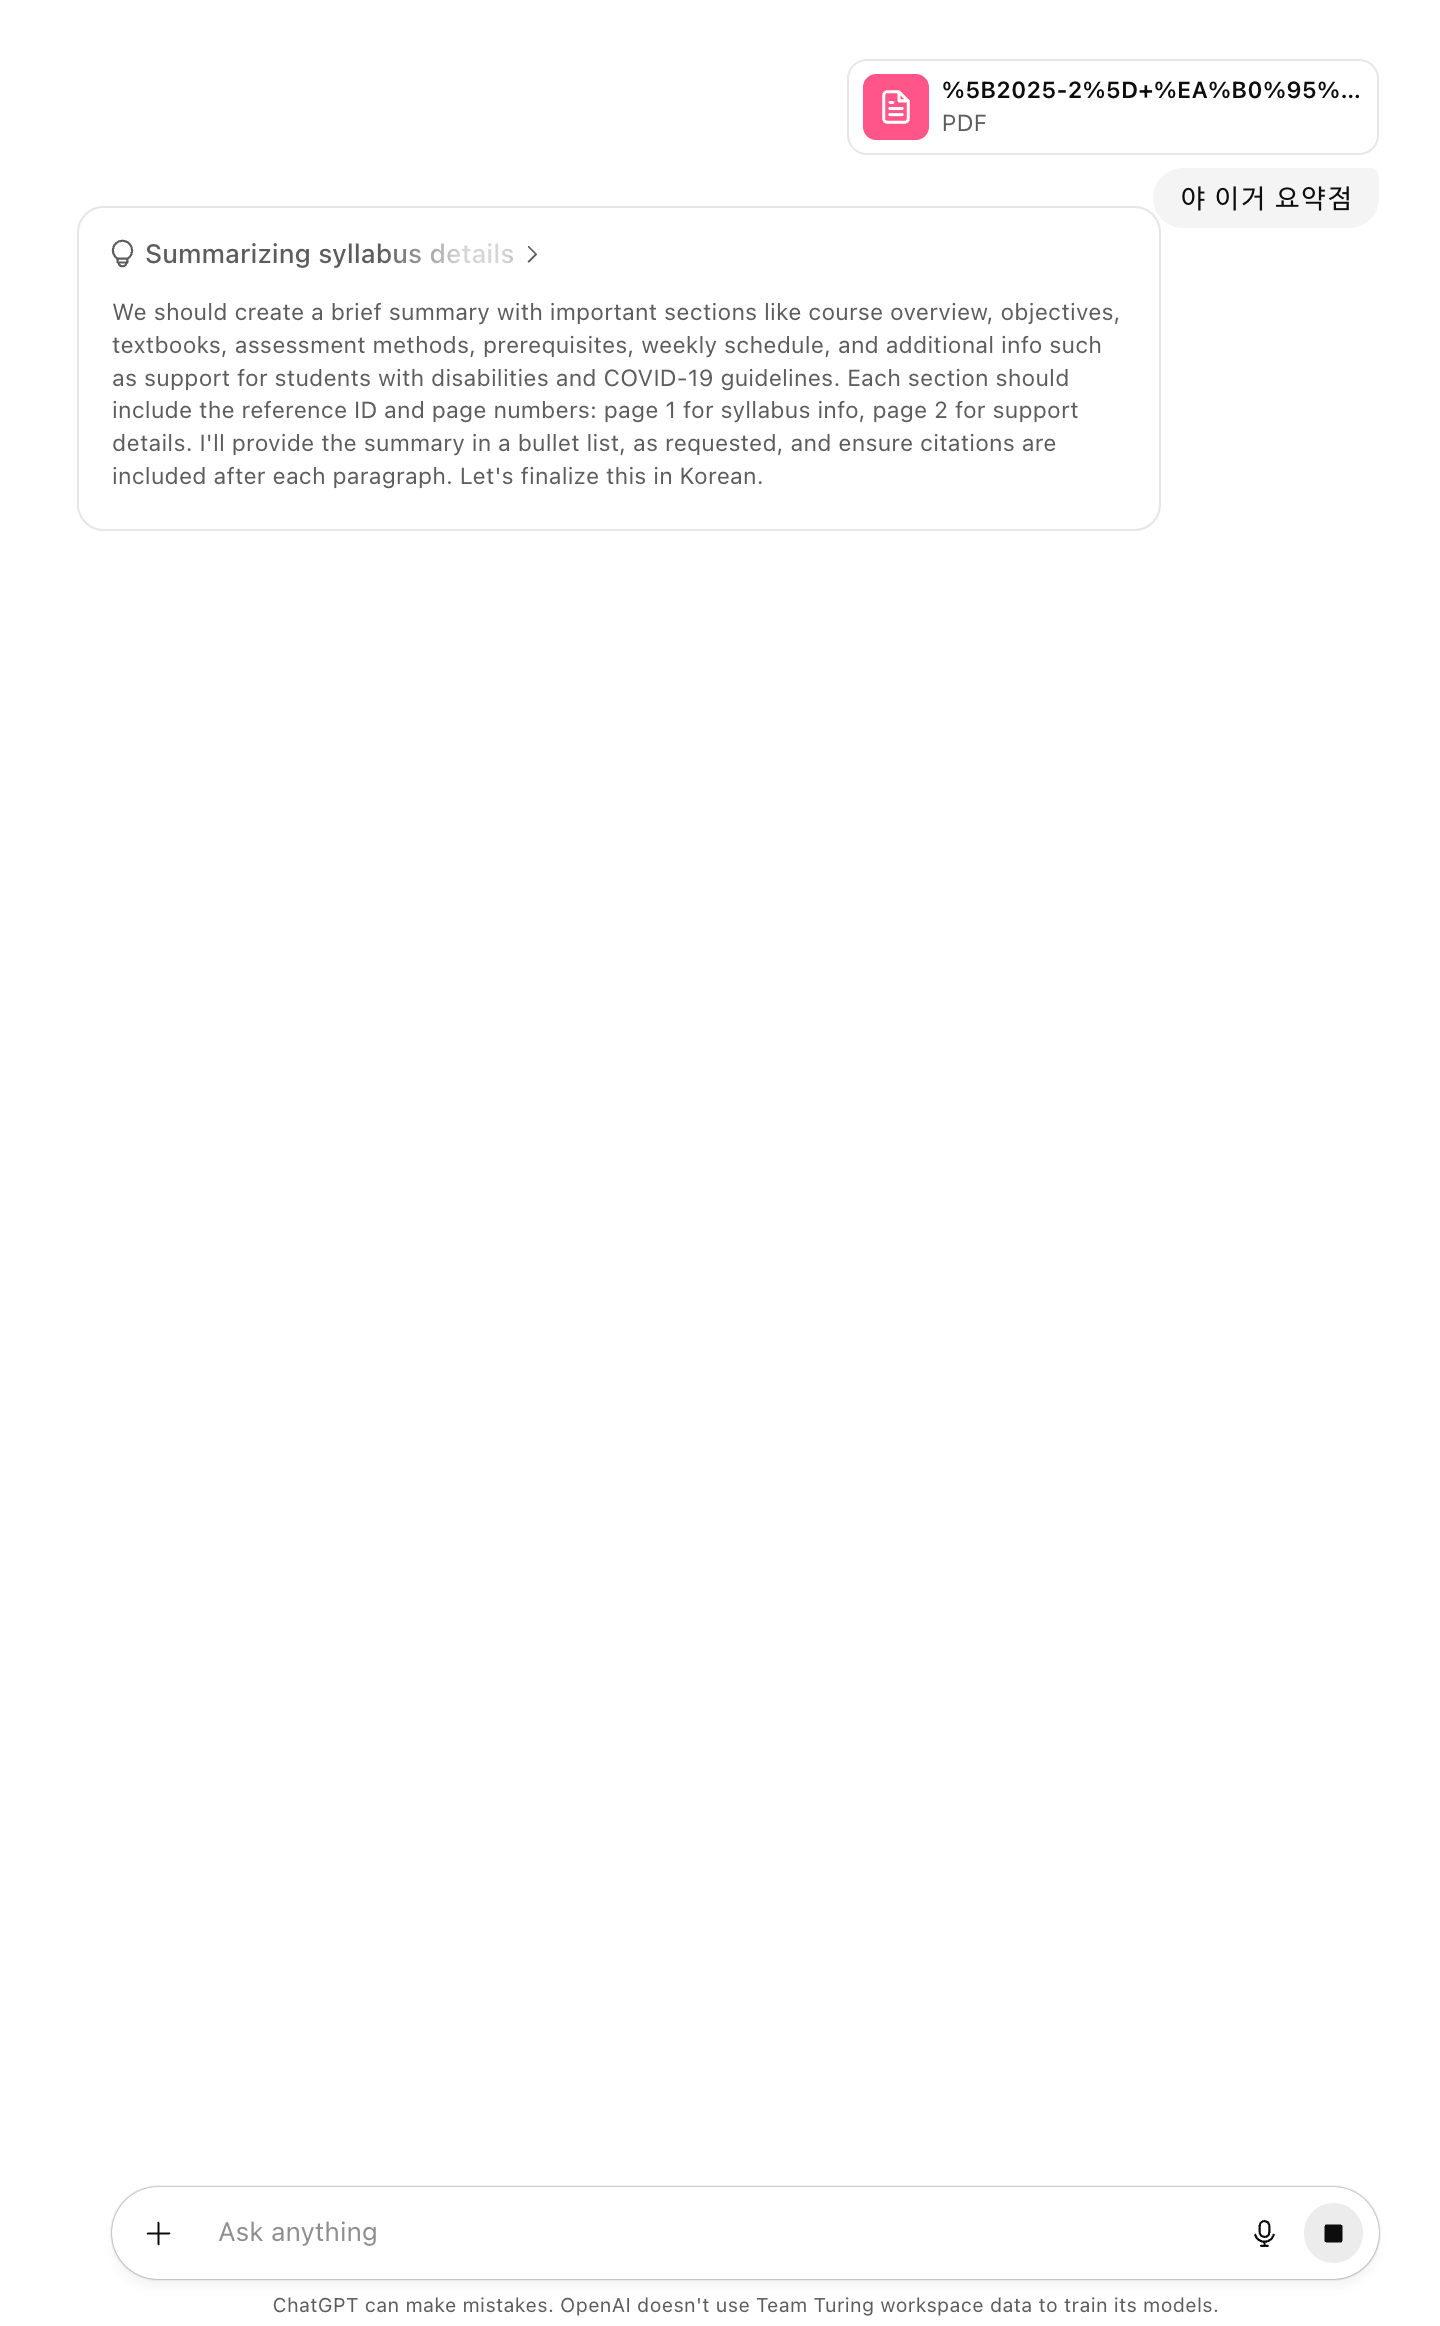 %5B2025-2%5D+%EA%B0%95%...
PDF
야 이거 요약점
Summarizing syllabus details
We should create a brief summary with important sections like course overview, objectives,
textbooks, assessment methods, prerequisites, weekly schedule, and additional info such
as support for students with disabilities and COVID-19 guidelines. Each section should
include the reference ID and page numbers: page 1 for syllabus info, page 2 for support
details. I'll provide the summary in a bullet list, as requested, and ensure citations are
included after each paragraph. Let's finalize this in Korean.
Ask anything
ChatGPT can make mistakes. OpenAI doesn't use Team Turing workspace data to train its models.